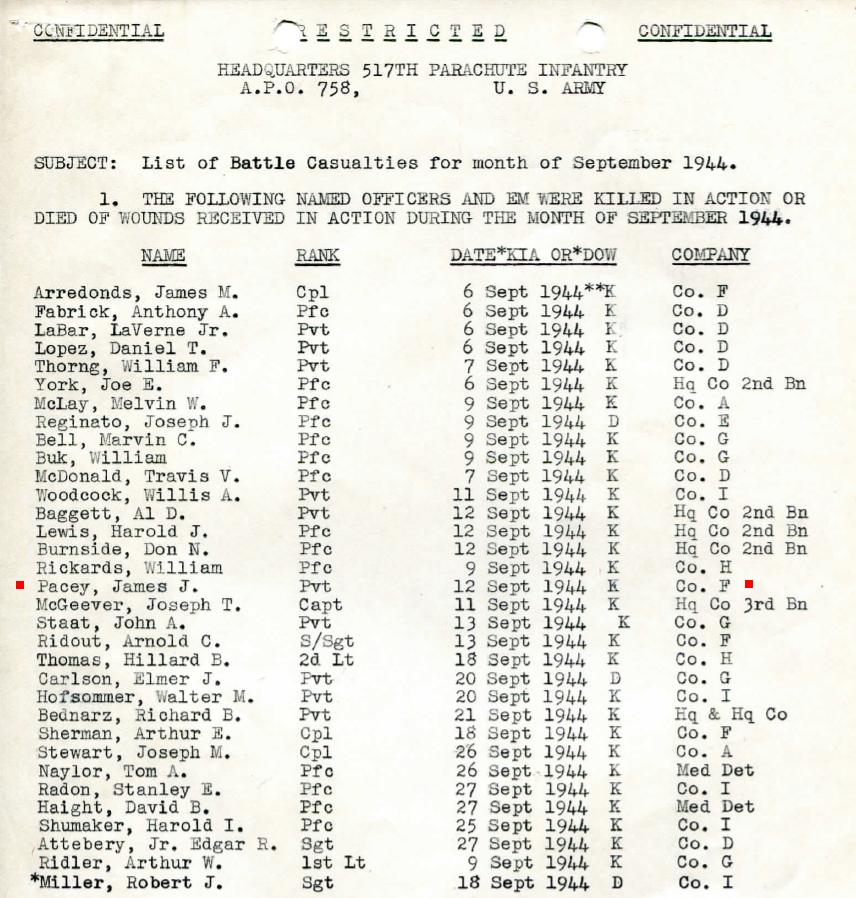 CONFIDENTIAL R E S T R I C T E D CONFIDENTIAL
HEADQUARTERS 517TH PARACHUTE INFANTRY
A.P.O. 758, U. S. ARMY
SUBJECT: List of Battle Casualties for month of September 1944.
1. THE FOLLOWING NAMED OFFICERS AND EM WERE KILLED IN ACTION OR
DIED OF WOUNDS RECEIVED IN ACTION DURING THE MONTH OF SEPTEMBER 1944.
NAME RANK DATE*KIA OR*DOW COMPANY
Arredonds, James M. Cpl 6 Sept 1944**K Co. F
Fabrick, Anthony A. Pfc 6 Sept 1944 K Co. D
LaBar, LaVerne Jr. Pvt 6 Sept 1944 K Co. D
Lopez, Daniel T. Pvt 6 Sept 1944 K Co. D
Thorng, William F. Pvt 7 Sept 1944 K Co. D
York, Joe E. Pfc 6 Sept 1944 K Hq Co 2nd Bn
McLay, Melvin W. Pfc 9 Sept 1944 K Co. A
Reginato, Joseph J. Pfc 9 Sept 1944 D Co. E
Bell, Marvin C. Pfc 9 Sept 1944 K Co. G
Buk, William Pfc 9 Sept 1944 K Co. G
McDonald, Travis V. Pfc 7 Sept 1944 K Co. D
Woodcock, Willis A. Pvt 11 Sept 1944 K Co. I
Baggett, Al D. Pvt 12 Sept 1944 K Hq Co 2nd Bn
Lewis, Harold J. Pfc 12 Sept 1944 K Hq Co 2nd Bn
Burnside, Don N. Pfc 12 Sept 1944 K Hq Co 2nd Bn
Rickards, William Pfc 9 Sept 1944 K Co. H
Pacey, James J. Pvt 12 Sept 1944 K Co. F
McGeever, Joseph T. Capt 11 Sept 1944 K Hq Co 3rd Bn
Staat, John A. Pvt 13 Sept 1944 K Co. G
Ridout, Arnold C. S/Sgt 13 Sept 1944 K Co. F
Thomas, Hillard B. 2d Lt 18 Sept 1944 K Co. H
Carlson, Elmer J. Pvt 20 Sept 1944 D Co. G
Hofsommer, Walter M. Pvt 20 Sept 1944 K Co. I
Bednarz, Richard B. Pvt 21 Sept 1944 K Hq & Hq Co
Sherman, Arthur E. Cpl 18 Sept 1944 K Co. F
Stewart, Joseph M. Cpl 26 Sept 1944 K Co. A
Naylor, Tom A. Pfc 26 Sept 1944 K Med Det
Radon, Stanley E. Pfc 27 Sept 1944 K Co. I
Haight, David B. Pfc 27 Sept 1944 K Med Det
Shumaker, Harold I. Pfc 25 Sept 1944 K Co. I
Attebery, Jr. Edgar R. Sgt 27 Sept 1944 K Co. D
Ridler, Arthur W. 1st Lt 9 Sept 1944 K Co. G
*Miller, Robert J. Sgt 18 Sept 1944 D Co. I